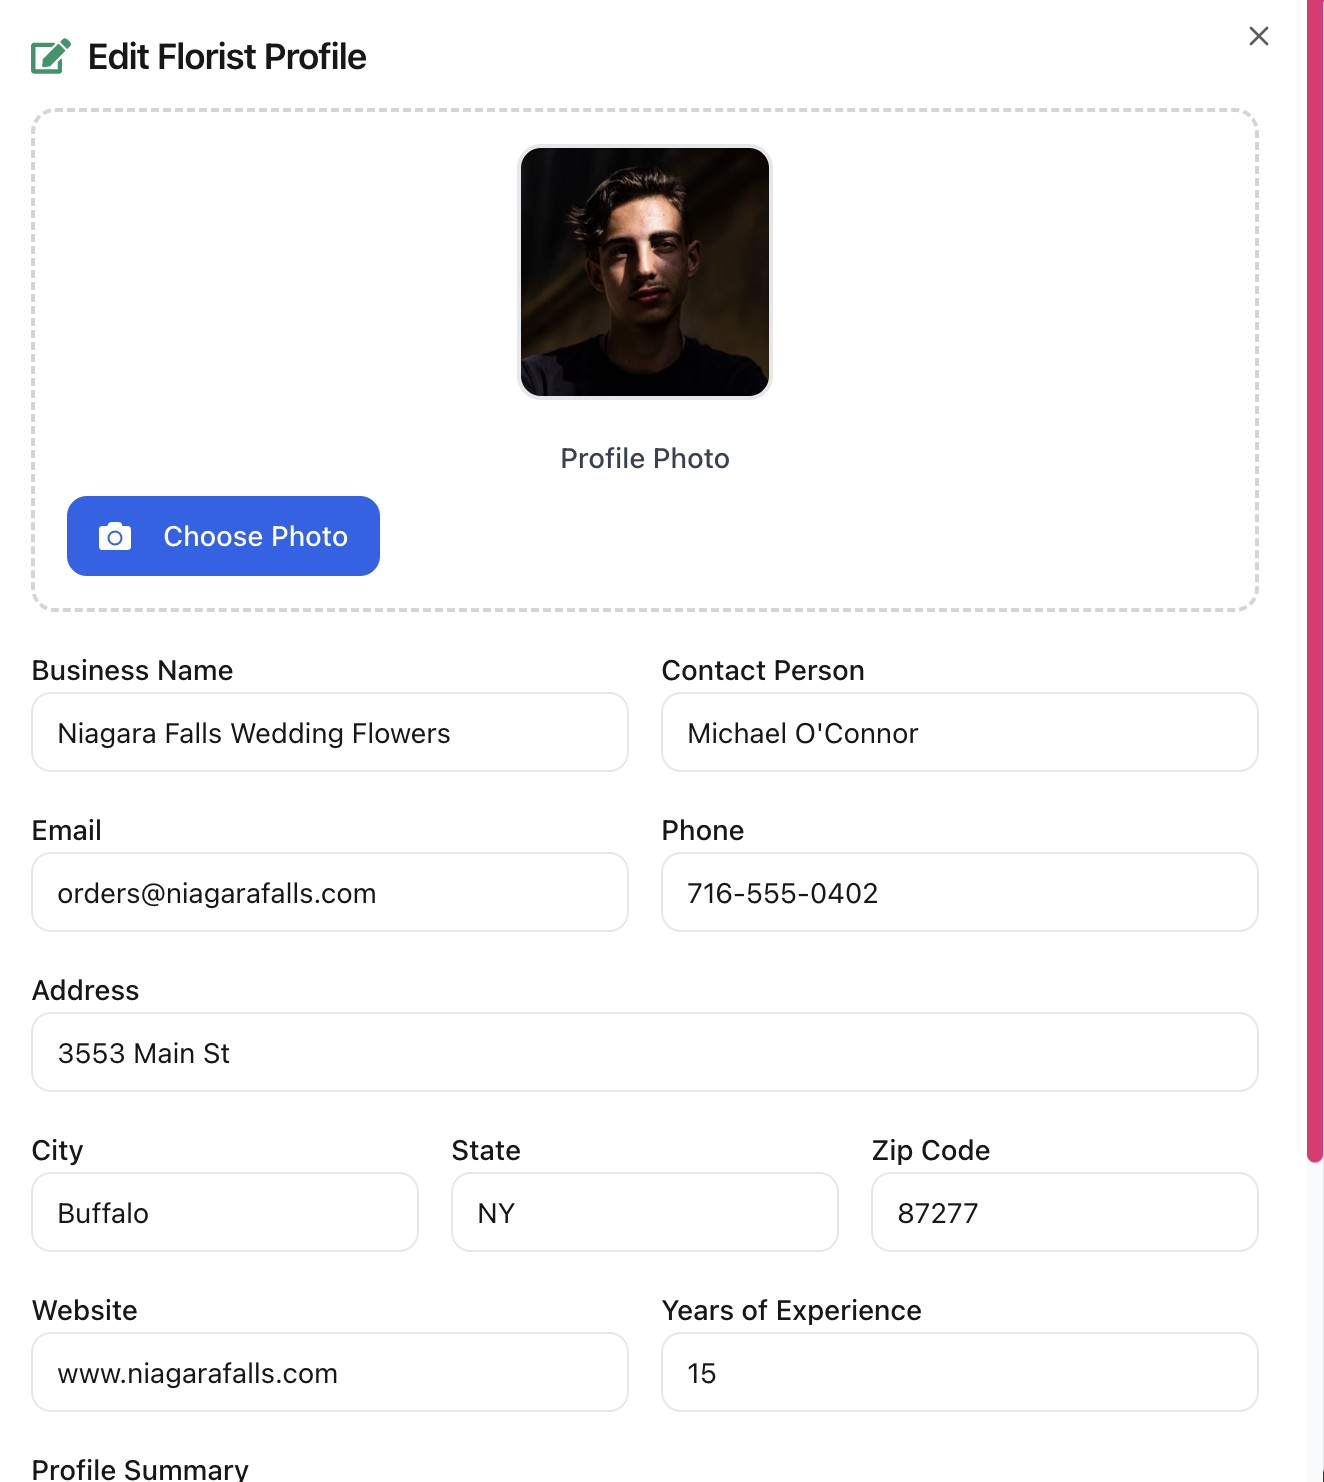 Edit Florist Profile
Profile Photo
Choose Photo
Business Name
Niagara Falls Wedding Flowers
Contact Person
Michael O'Connor
Email
orders@niagarafalls.com
Phone
716-555-0402
Address
3553 Main St
City
Buffalo
State
NY
Zip Code
87277
Website
www.niagarafalls.com
Years of Experience
15
Profile Summary